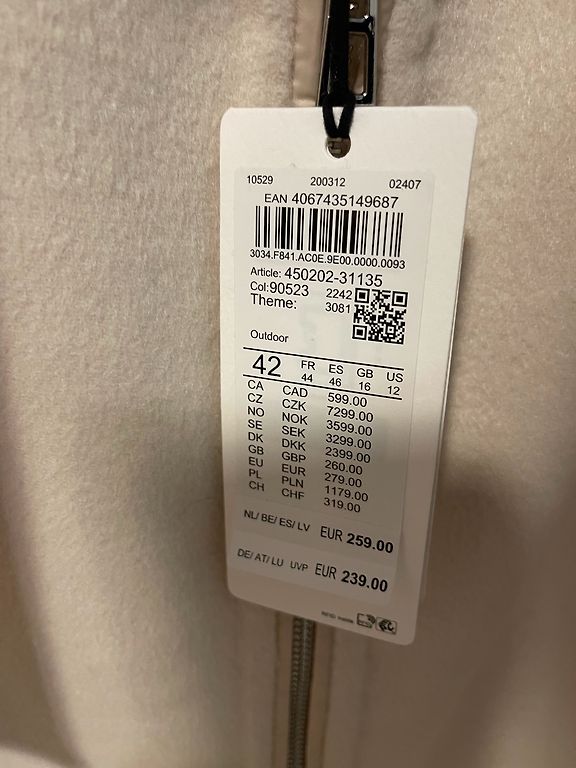 10529 200312 02407
EAN 4067435149687
3034.F841.AC0E.9E00.0000.0093
Article: 450202-31135
Col:90523 2242
Theme: 3081
Outdoor
42 FR 44 ES 46 GB 16 US 12
CA CAD 599.00
CZ CZK 7299.00
NO NOK 3599.00
SE SEK 3299.00
DK DKK 2399.00
GB GBP 260.00
EU EUR 279.00
PL PLN 1179.00
CH CHF 319.00
NL/ BE/ ES/ LV EUR 259.00
DE/ AT/ LU UVP EUR 239.00
RFID inside